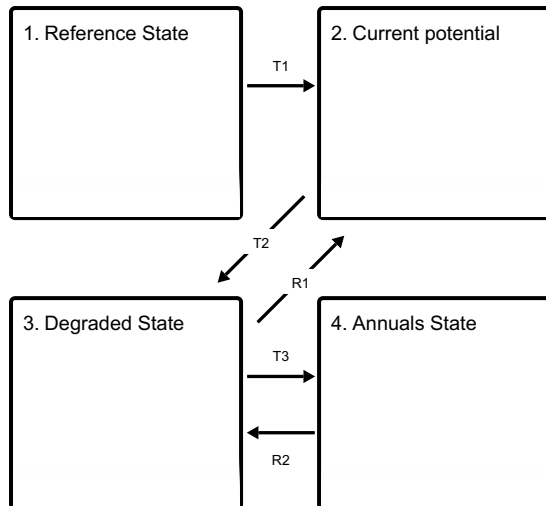 1. Reference State
T1
2. Current potential
T2
R1
3. Degraded State
T3
4. Annuals State
R2